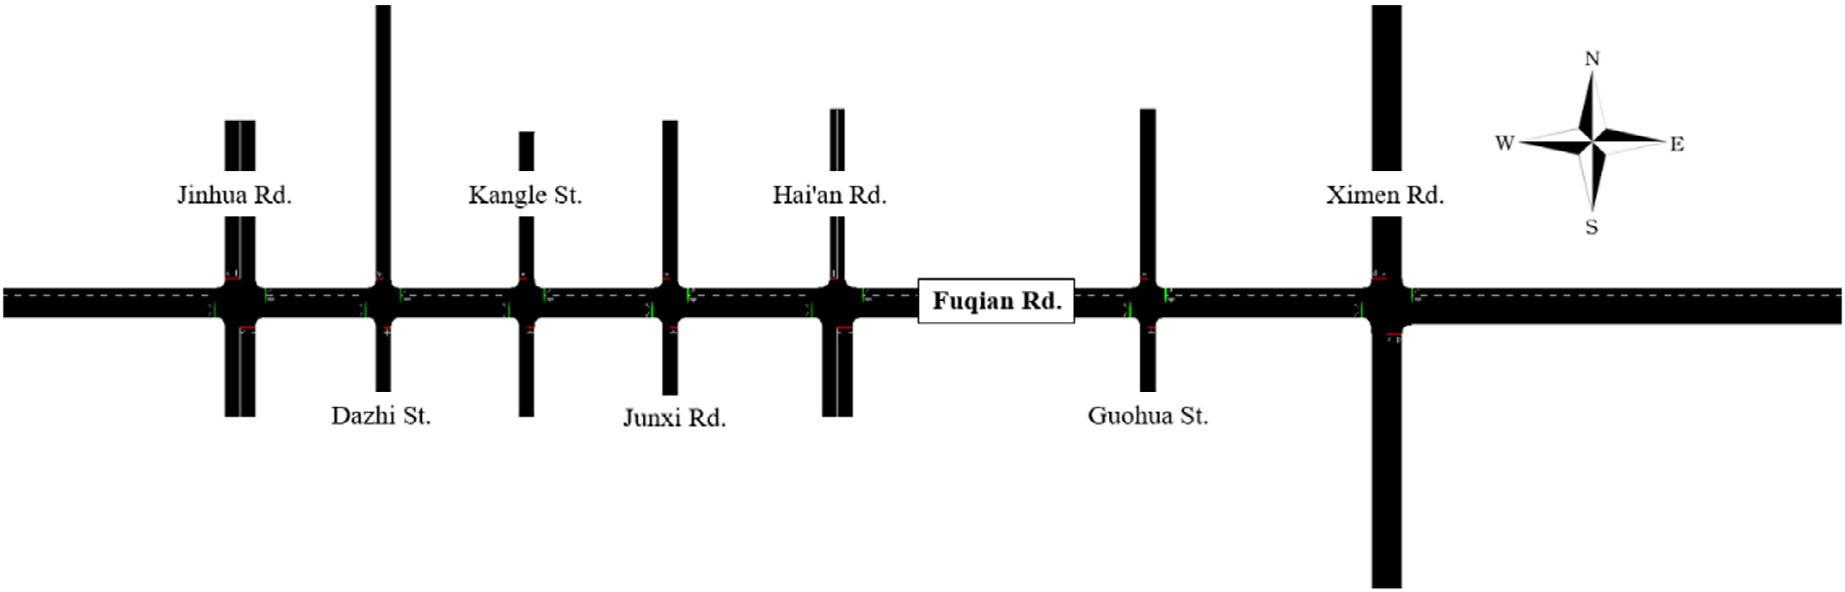 N
W
E
S
Jinhua Rd.
Kangle St.
Hai'an Rd.
Ximen Rd.
Fuqian Rd.
Dazhi St.
Junxi Rd.
Guohua St.